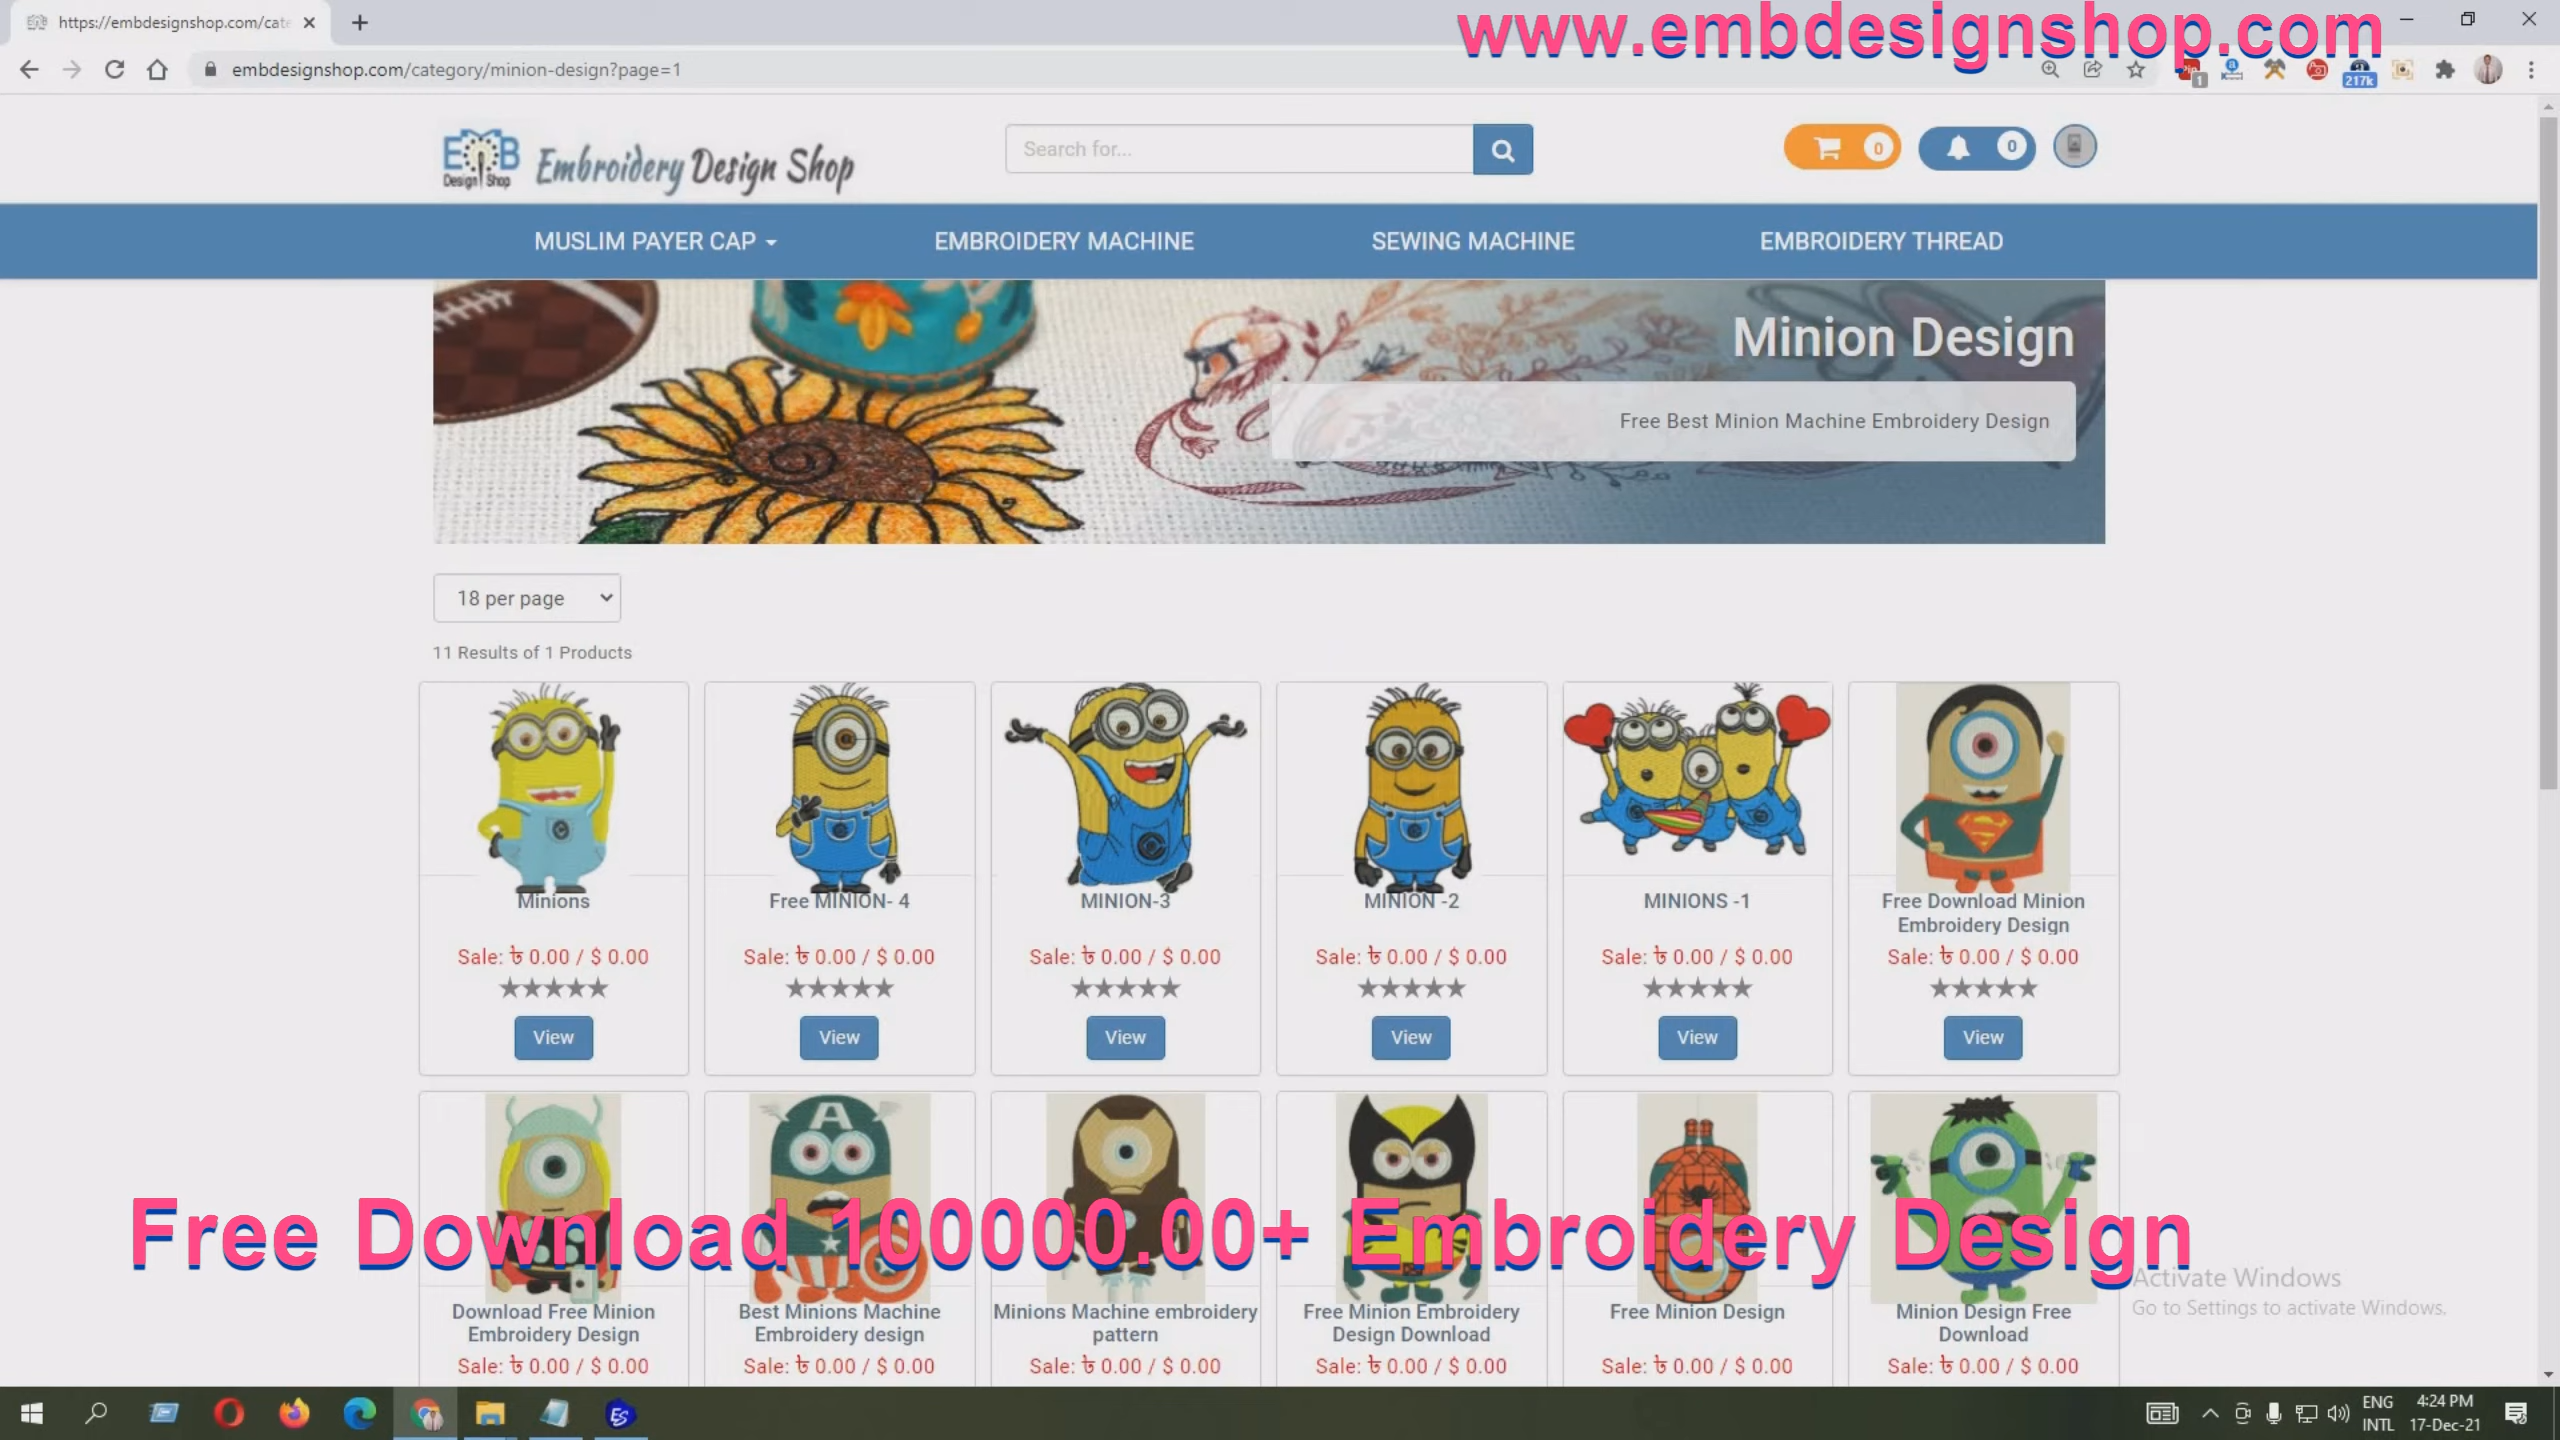 https://embdesignshop.com/cate
www.embdesignshop.com
embdesignshop.com/category/minion-design?page=1
1
217k
EMB
Design Shop
Embroidery Design Shop
Search for...
0
0
MUSLIM PAYER CAP
EMBROIDERY MACHINE
SEWING MACHINE
EMBROIDERY THREAD
Minion Design
Free Best Minion Machine Embroidery Design
18 per page
11 Results of 1 Products
Minions
Free MINION- 4
MINION-3
MINION -2
MINIONS -1
Free Download Minion
Embroidery Design
Sale: ৳ 0.00 / $ 0.00
Sale: ৳ 0.00 / $ 0.00
Sale: ৳ 0.00 / $ 0.00
Sale: ৳ 0.00 / $ 0.00
Sale: ৳ 0.00 / $ 0.00
Sale: ৳ 0.00 / $ 0.00
View
View
View
View
View
View
A
Free Download 100000.00+ Embroidery Design
Download Free Minion
Embroidery Design
Best Minions Machine
Embroidery design
Minions Machine embroidery
pattern
Free Minion Embroidery
Design Download
Free Minion Design
Minion Design Free
Download
Activate Windows
Go to Settings to activate Windows.
Sale: ৳ 0.00 / $ 0.00
Sale: ৳ 0.00 / $ 0.00
Sale: ৳ 0.00 / $ 0.00
Sale: ৳ 0.00 / $ 0.00
Sale: ৳ 0.00 / $ 0.00
Sale: ৳ 0.00 / $ 0.00
ES
ENG
INTL
4:24 PM
17-Dec-21